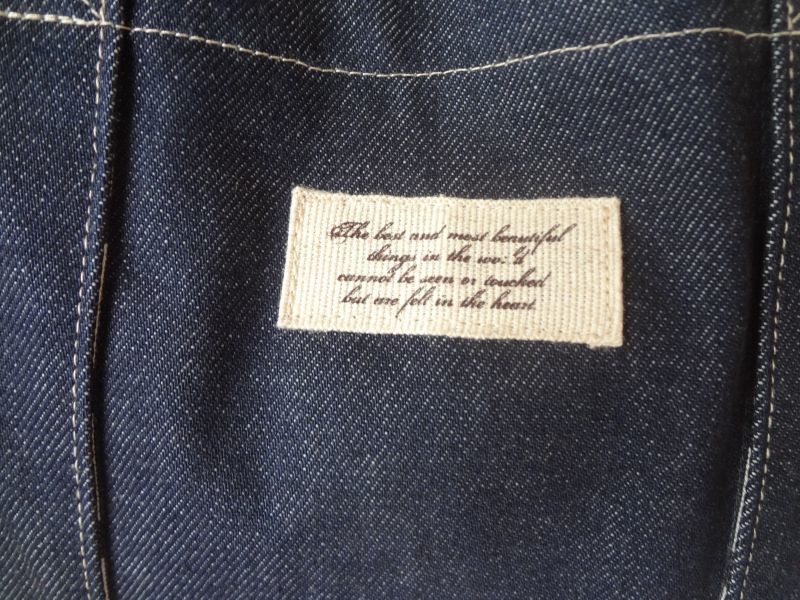 The best and most beautiful
things in the world
cannot be seen or touched
but are felt in the heart.